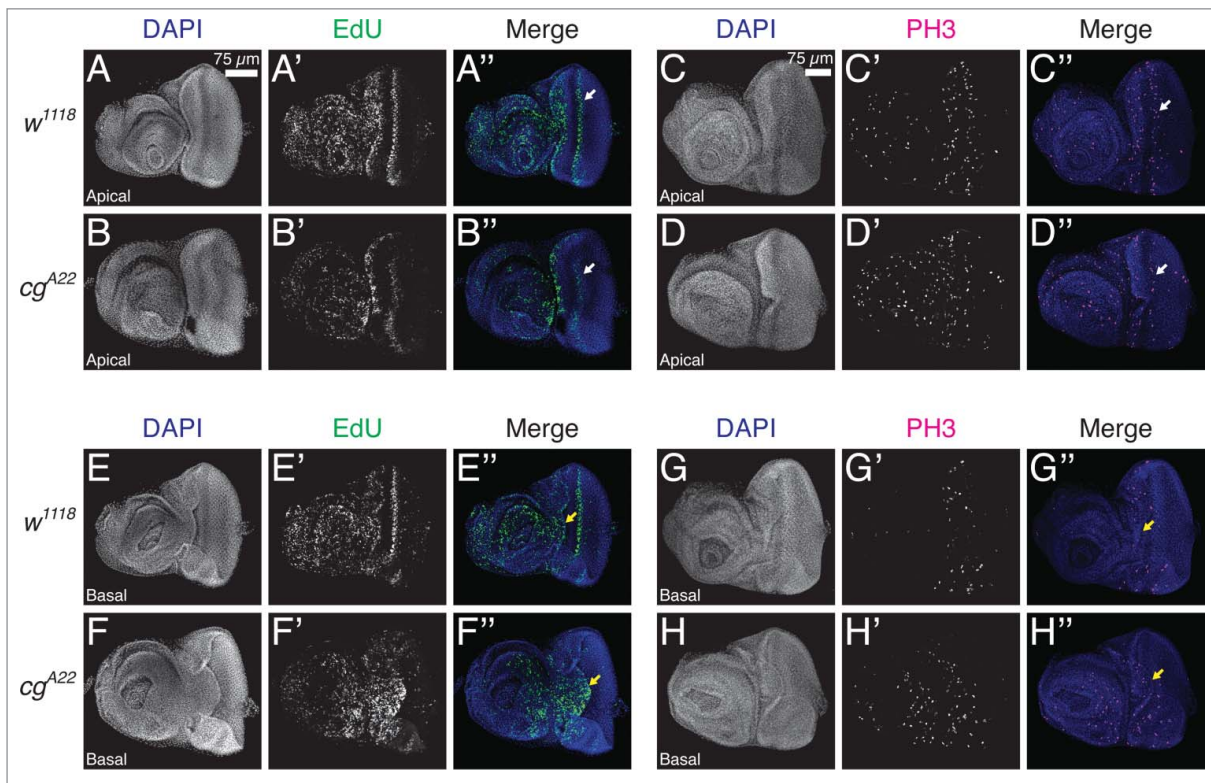 DAPI EdU Merge DAPI PH3 Merge
w1118 A 75 µm A' A'' C 75 µm C' C''
Apical Apical
cgA22 B B' B'' D D' D''
Apical Apical
DAPI EdU Merge DAPI PH3 Merge
w1118 E E' E'' G G' G''
Basal Basal
cgA22 F F' F'' H H' H''
Basal Basal